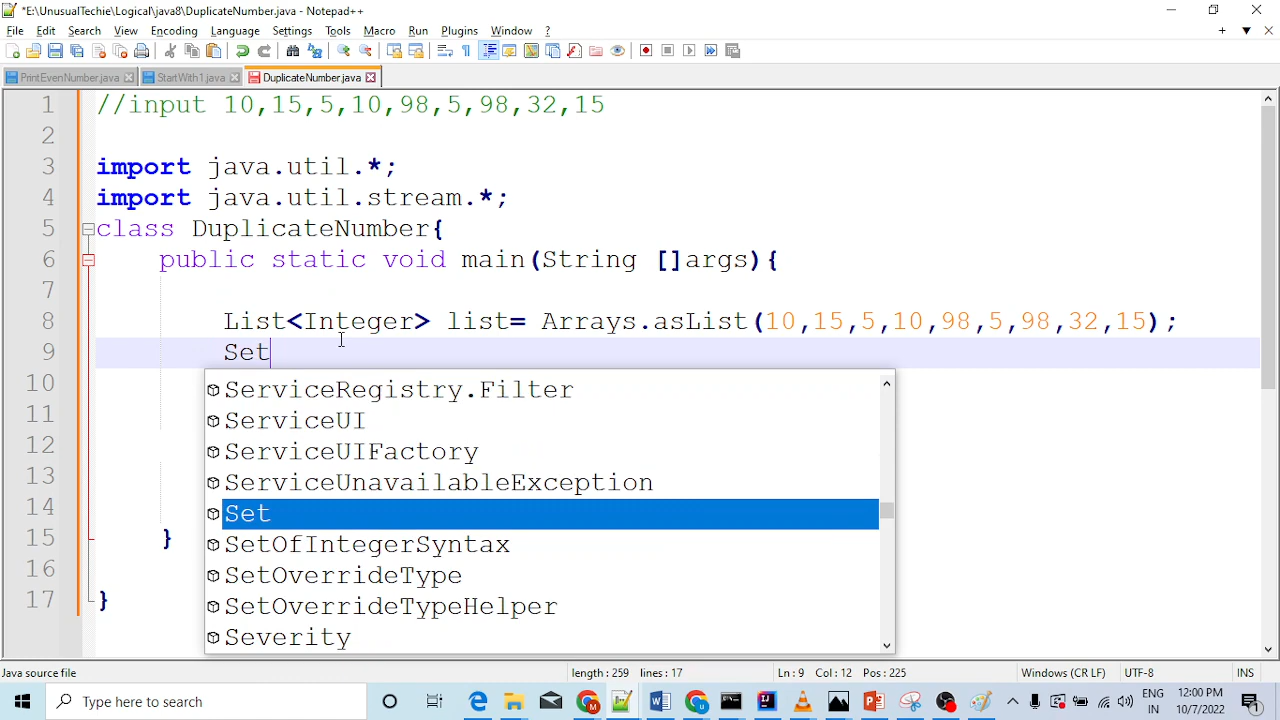 *E:\UnusualTechie\Logical\java8\DuplicateNumber.java - Notepad++
File Edit Search View Encoding Language Settings Tools Macro Run Plugins Window ?
PrintEvenNumber.java StartWith1.java DuplicateNumber.java
1 //input 10,15,5,10,98,5,98,32,15
2
3 import java.util.*;
4 import java.util.stream.*;
5 class DuplicateNumber{
6 public static void main(String []args){
7
8 List<Integer> list= Arrays.asList(10,15,5,10,98,5,98,32,15);
9 Set
10 ServiceRegistry.Filter
11 ServiceUI
12 ServiceUIFactory
13 ServiceUnavailableException
14 Set
15 } SetOfIntegerSyntax
16 SetOverrideType
17 } SetOverrideTypeHelper
Severity
Java source file length : 259 lines : 17 Ln : 9 Col : 12 Pos : 225 Windows (CR LF) UTF-8 INS
Type here to search ENG IN 12:00 PM 10/7/2022